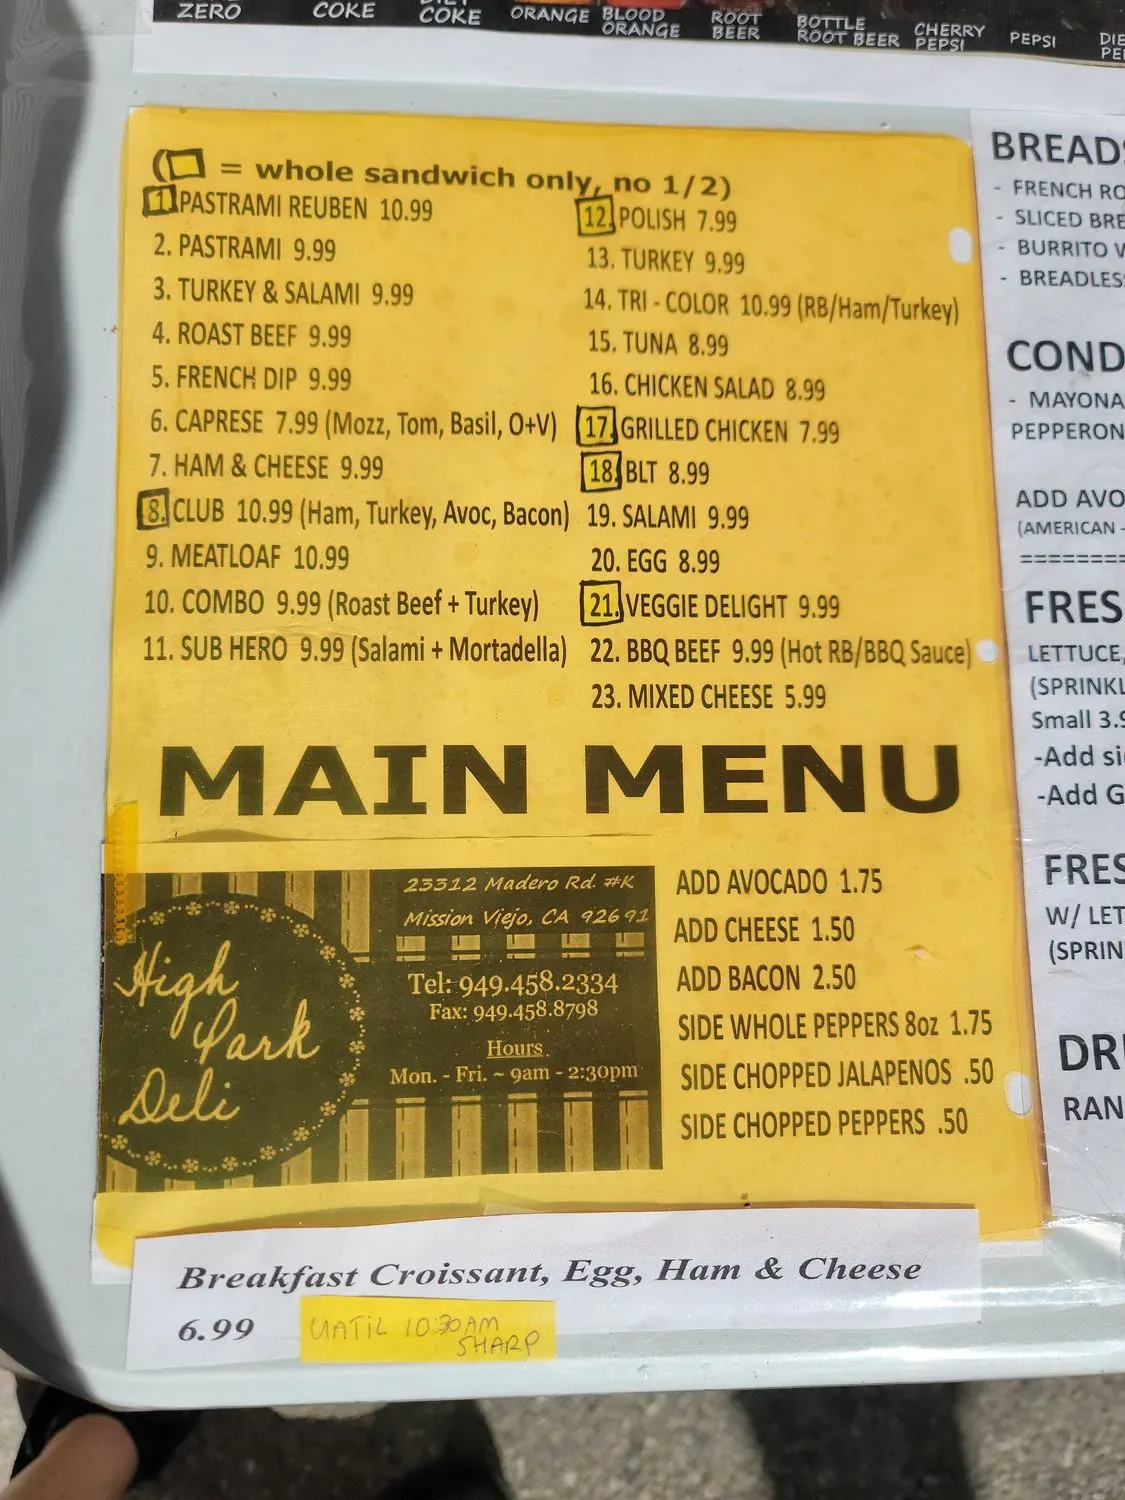 ZERO
COKE
DIET COKE
ORANGE
BLOOD ORANGE
ROOT BEER
BOTTLE ROOT BEER
CHERRY PEPSI
PEPSI
( = whole sandwich only, no 1/2)
1. PASTRAMI REUBEN 10.99
2. PASTRAMI 9.99
3. TURKEY & SALAMI 9.99
4. ROAST BEEF 9.99
5. FRENCH DIP 9.99
6. CAPRESE 7.99 (Mozz, Tom, Basil, O+V)
7. HAM & CHEESE 9.99
8. CLUB 10.99 (Ham, Turkey, Avoc, Bacon)
9. MEATLOAF 10.99
10. COMBO 9.99 (Roast Beef + Turkey)
11. SUB HERO 9.99 (Salami + Mortadella)
12. POLISH 7.99
13. TURKEY 9.99
14. TRI - COLOR 10.99 (RB/Ham/Turkey)
15. TUNA 8.99
16. CHICKEN SALAD 8.99
17. GRILLED CHICKEN 7.99
18. BLT 8.99
19. SALAMI 9.99
20. EGG 8.99
21. VEGGIE DELIGHT 9.99
22. BBQ BEEF 9.99 (Hot RB/BBQ Sauce)
23. MIXED CHEESE 5.99
MAIN MENU
23312 Madero Rd. #K
Mission Viejo, CA 92691
High
Park
Deli
Tel: 949.458.2334
Fax: 949.458.8798
Hours
Mon. - Fri. ~ 9am - 2:30pm
ADD AVOCADO 1.75
ADD CHEESE 1.50
ADD BACON 2.50
SIDE WHOLE PEPPERS 8oz 1.75
SIDE CHOPPED JALAPENOS .50
SIDE CHOPPED PEPPERS .50
Breakfast Croissant, Egg, Ham & Cheese
6.99
UNTIL 10:30AM
SHARP
BREADS
- FRENCH RO
- SLICED BRE
- BURRITO
- BREADLES
COND
- MAYONA
PEPPERON
ADD AVO
(AMERICAN -
=======
FRES
LETTUCE,
(SPRINKL
Small 3.9
-Add si
-Add G
FRES
W/ LET
(SPRIN
DR
RAN